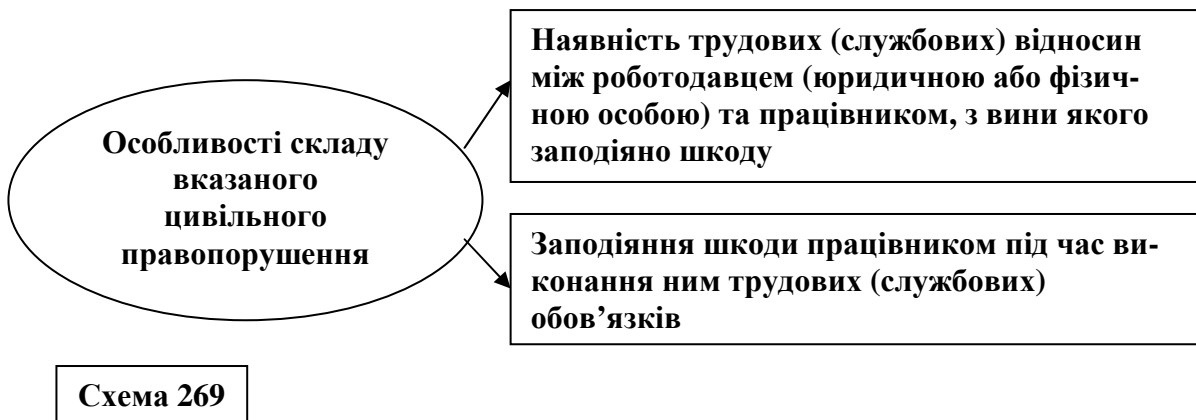 Особливості складу
вказаного
цивільного
правопорушення
Наявність трудових (службових) відносин
між роботодавцем (юридичною або фізич-
ною особою) та працівником, з вини якого
заподіяно шкоду
Заподіяння шкоди працівником під час ви-
конання ним трудових (службових)
обов’язків
Схема 269